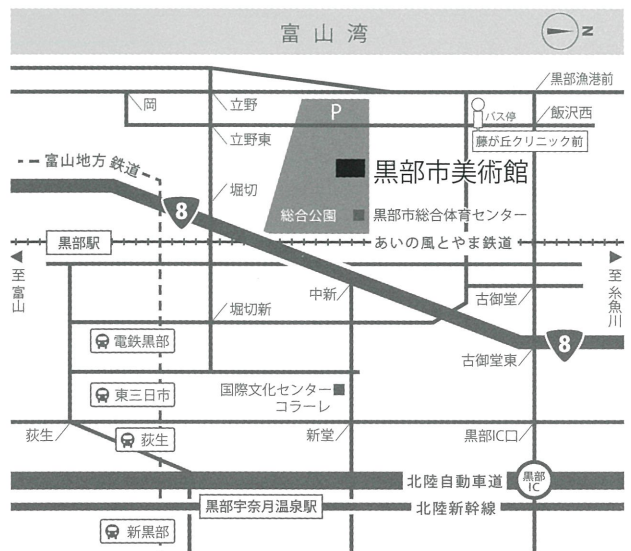 富山湾
N
黒部漁港前
岡
立野
P
バス停
飯沢西
立野東
藤が丘クリニック前
富山地方鉄道
黒部市美術館
堀切
8
総合公園
黒部市総合体育センター
黒部駅
あいの風とやま鉄道
至富山
至糸魚川
中新
古御堂
堀切新
8
電鉄黒部
古御堂東
東三日市
国際文化センター
コラーレ
荻生
荻生
新堂
黒部IC口
北陸自動車道
黒部
IC
黒部宇奈月温泉駅
北陸新幹線
新黒部